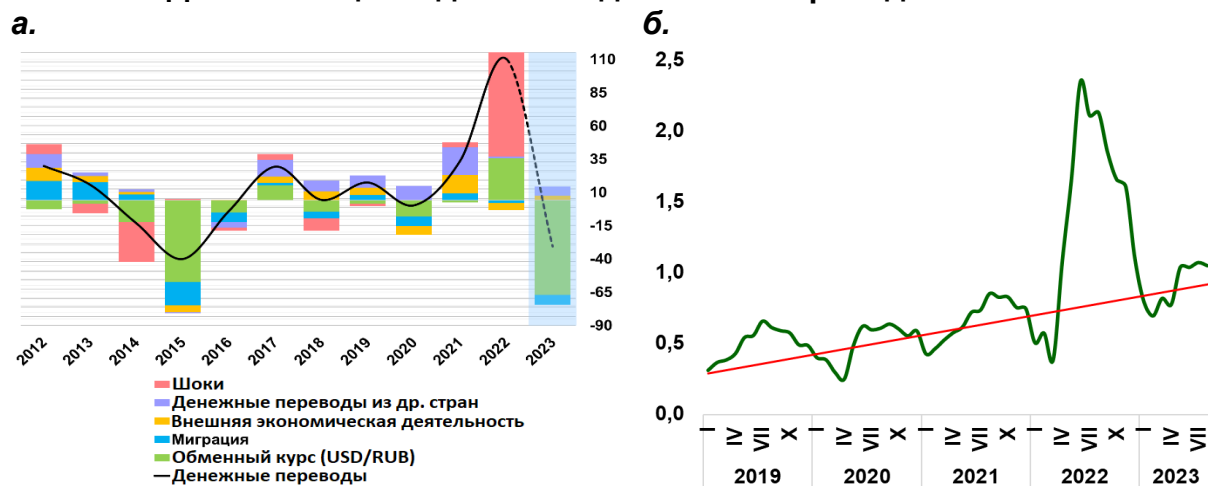 а.
110
85
60
35
10
-15
-40
-65
-90
2012 2013 2014 2015 2016 2017 2018 2019 2020 2021 2022 2023
Шоки
Денежные переводы из др. стран
Внешняя экономическая деятельность
Миграция
Обменный курс (USD/RUB)
Денежные переводы
б.
2,5
2,0
1,5
1,0
0,5
0,0
I IV VII X I IV VII X I IV VII X I IV VII X I IV VII
2019 2020 2021 2022 2023